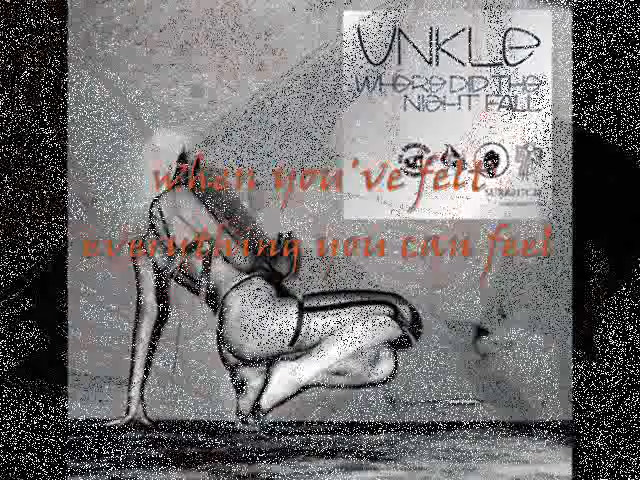 UNKLE
WHERE DID THE
NIGHT FALL
when you've felt
everything you can feel